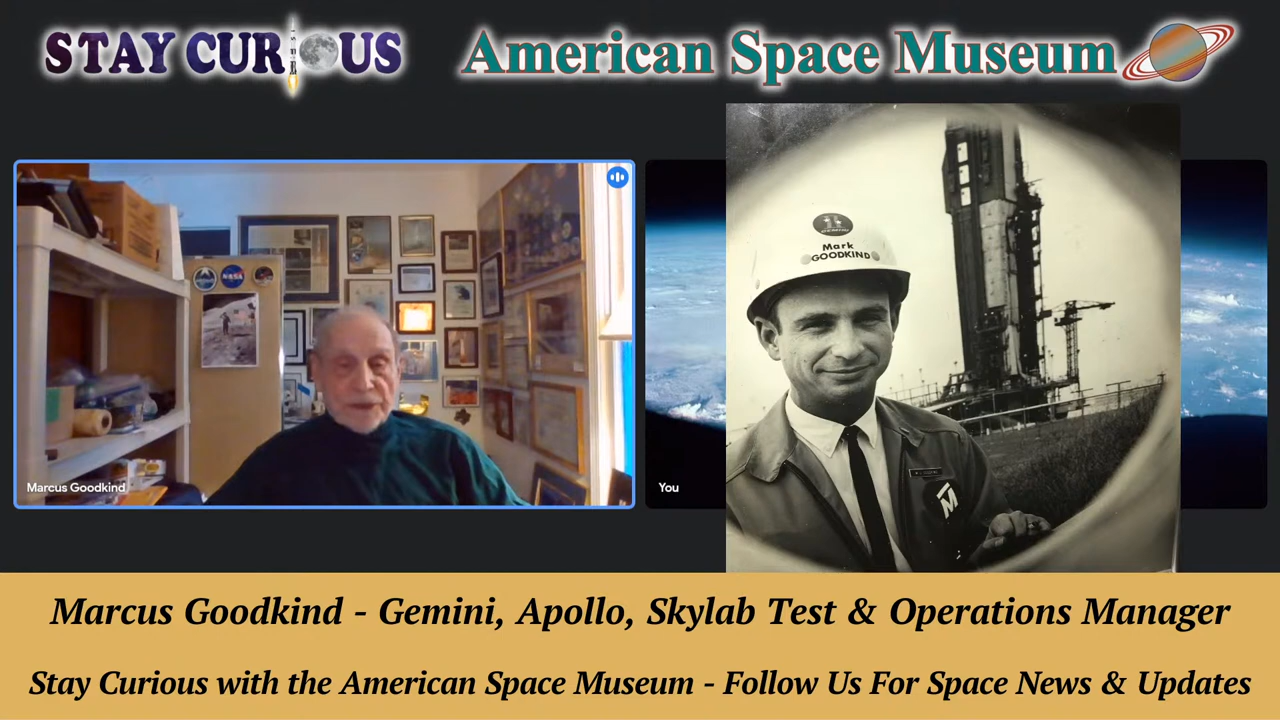 STAY CURIOUS
American Space Museum
NASA
GEMINI
Mark
GOODKIND
M
Marcus Goodkind
You
Marcus Goodkind - Gemini, Apollo, Skylab Test & Operations Manager
Stay Curious with the American Space Museum - Follow Us For Space News & Updates